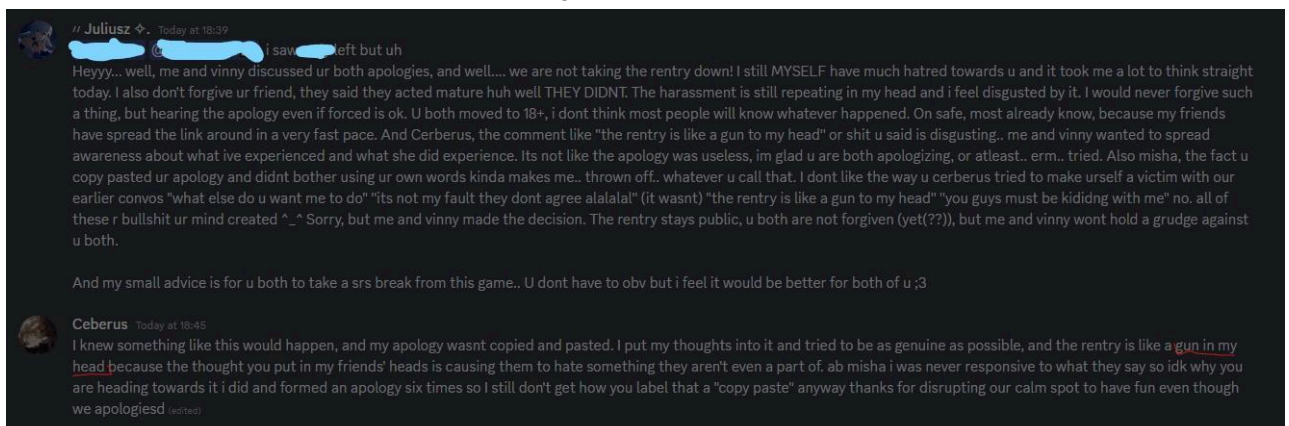 〃Juliusz ✧. Today at 18:39
@ i saw left but uh
Heyyy... well, me and vinny discussed ur both apologies, and well.... we are not taking the rentry down! I still MYSELF have much hatred towards u and it took me a lot to think straight
today. I also don't forgive ur friend, they said they acted mature huh well THEY DIDNT. The harassment is still repeating in my head and i feel disgusted by it. I would never forgive such
a thing, but hearing the apology even if forced is ok. U both moved to 18+, i dont think most people will know whatever happened. On safe, most already know, because my friends
have spread the link around in a very fast pace. And Cerberus, the comment like "the rentry is like a gun to my head" or shit u said is disgusting.. me and vinny wanted to spread
awareness about what ive experienced and what she did experience. Its not like the apology was useless, im glad u are both apologizing, or atleast.. erm.. tried. Also misha, the fact u
copy pasted ur apology and didnt bother using ur own words kinda makes me.. thrown off.. whatever u call that. I dont like the way u cerberus tried to make urself a victim with our
earlier convos "what else do u want me to do" "its not my fault they dont agree alalalal" (it wasnt) "the rentry is like a gun to my head" "you guys must be kididng with me" no. all of
these r bullshit ur mind created ^_^ Sorry, but me and vinny made the decision. The rentry stays public, u both are not forgiven (yet(??)), but me and vinny wont hold a grudge against
u both.
And my small advice is for u both to take a srs break from this game.. U dont have to obv but i feel it would be better for both of u ;3
Ceberus Today at 18:45
I knew something like this would happen, and my apology wasnt copied and pasted. I put my thoughts into it and tried to be as genuine as possible, and the rentry is like a gun in my
head because the thought you put in my friends' heads is causing them to hate something they aren't even a part of. ab misha i was never responsive to what they say so idk why you
are heading towards it i did and formed an apology six times so I still don't get how you label that a "copy paste" anyway thanks for disrupting our calm spot to have fun even though
we apologiesd (edited)